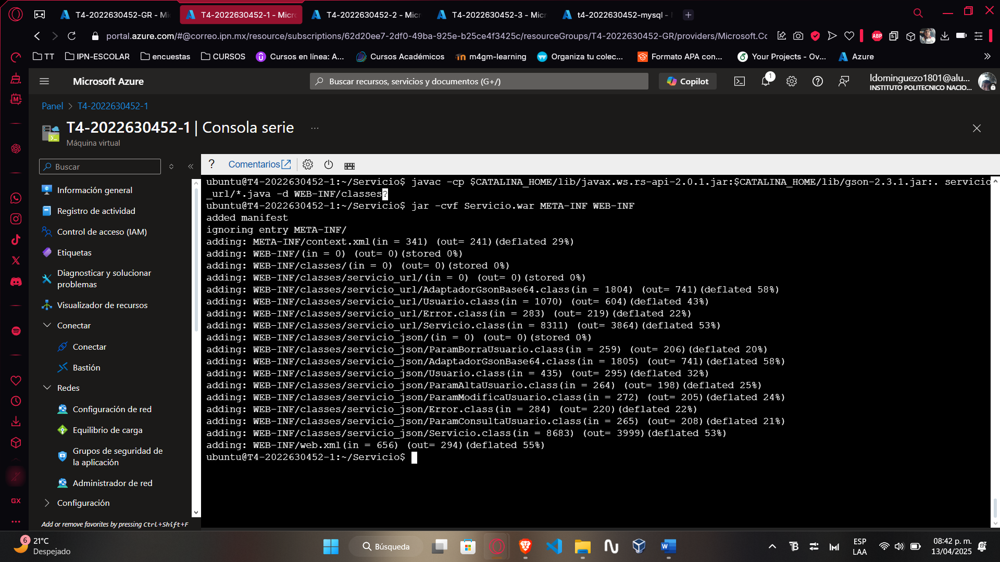 T4-2022630452-GR - Mi
T4-2022630452-1 - Micro
T4-2022630452-2 - Micr
T4-2022630452-3 - Micr
t4-2022630452-mysql -
portal.azure.com/#@correo.ipn.mx/resource/subscriptions/62d20ee7-2df0-49ba-925e-b25ce4f3425c/resourceGroups/T4-2022630452-GR/providers/Microsoft.Cc
ABP
TT
IPN-ESCOLAR
encuestas
CURSOS
Cursos en línea: A...
Cursos Académicos
m4gm-learning
Organiza tu colec...
Formato APA con...
Your Projects - Ov...
Azure
Microsoft Azure
Buscar recursos, servicios y documentos (G+/)
Copilot
1
ldominguezo1801@alu...
INSTITUTO POLITECNICO NACIO...
Panel > T4-2022630452-1
T4-2022630452-1 | Consola serie ...
Máquina virtual
Buscar
Información general
Registro de actividad
Control de acceso (IAM)
Etiquetas
Diagnosticar y solucionar
problemas
Visualizador de recursos
Conectar
Conectar
Bastión
Redes
Configuración de red
Equilibrio de carga
Grupos de seguridad de
la aplicación
Administrador de red
Configuración
Add or remove favorites by pressing Ctrl+Shift+F
? Comentarios
ubuntu@T4-2022630452-1:~/Servicio$ javac -cp $CATALINA_HOME/lib/javax.ws.rs-api-2.0.1.jar:$CATALINA_HOME/lib/gson-2.3.1.jar:. servicio
_url/*.java -d WEB-INF/classes?
ubuntu@T4-2022630452-1:~/Servicio$ jar -cvf Servicio.war META-INF WEB-INF
added manifest
ignoring entry META-INF/
adding: META-INF/context.xml(in = 341) (out= 241)(deflated 29%)
adding: WEB-INF/(in = 0) (out= 0)(stored 0%)
adding: WEB-INF/classes/(in = 0) (out= 0)(stored 0%)
adding: WEB-INF/classes/servicio_url/(in = 0) (out= 0)(stored 0%)
adding: WEB-INF/classes/servicio_url/AdaptadorGsonBase64.class(in = 1804) (out= 741)(deflated 58%)
adding: WEB-INF/classes/servicio_url/Usuario.class(in = 1070) (out= 604)(deflated 43%)
adding: WEB-INF/classes/servicio_url/Error.class(in = 283) (out= 219)(deflated 22%)
adding: WEB-INF/classes/servicio_url/Servicio.class(in = 8311) (out= 3864)(deflated 53%)
adding: WEB-INF/classes/servicio_json/(in = 0) (out= 0)(stored 0%)
adding: WEB-INF/classes/servicio_json/ParamBorraUsuario.class(in = 259) (out= 206)(deflated 20%)
adding: WEB-INF/classes/servicio_json/AdaptadorGsonBase64.class(in = 1805) (out= 741)(deflated 58%)
adding: WEB-INF/classes/servicio_json/Usuario.class(in = 435) (out= 295)(deflated 32%)
adding: WEB-INF/classes/servicio_json/ParamAltaUsuario.class(in = 264) (out= 198)(deflated 25%)
adding: WEB-INF/classes/servicio_json/ParamModificaUsuario.class(in = 272) (out= 205)(deflated 24%)
adding: WEB-INF/classes/servicio_json/Error.class(in = 284) (out= 220)(deflated 22%)
adding: WEB-INF/classes/servicio_json/ParamConsultaUsuario.class(in = 265) (out= 208)(deflated 21%)
adding: WEB-INF/classes/servicio_json/Servicio.class(in = 8683) (out= 3999)(deflated 53%)
adding: WEB-INF/web.xml(in = 656) (out= 294)(deflated 55%)
ubuntu@T4-2022630452-1:~/Servicio$
GX
6
21°C
Despejado
Búsqueda
ESP
LAA
08:42 p. m.
13/04/2025